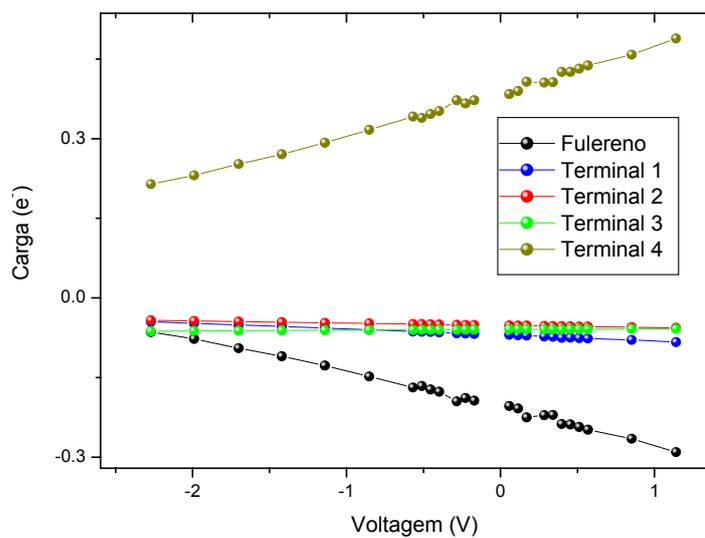 0.3
0.0
-0.3
Carga (e⁻)
Fulereno
Terminal 1
Terminal 2
Terminal 3
Terminal 4
-2
-1
0
1
Voltagem (V)